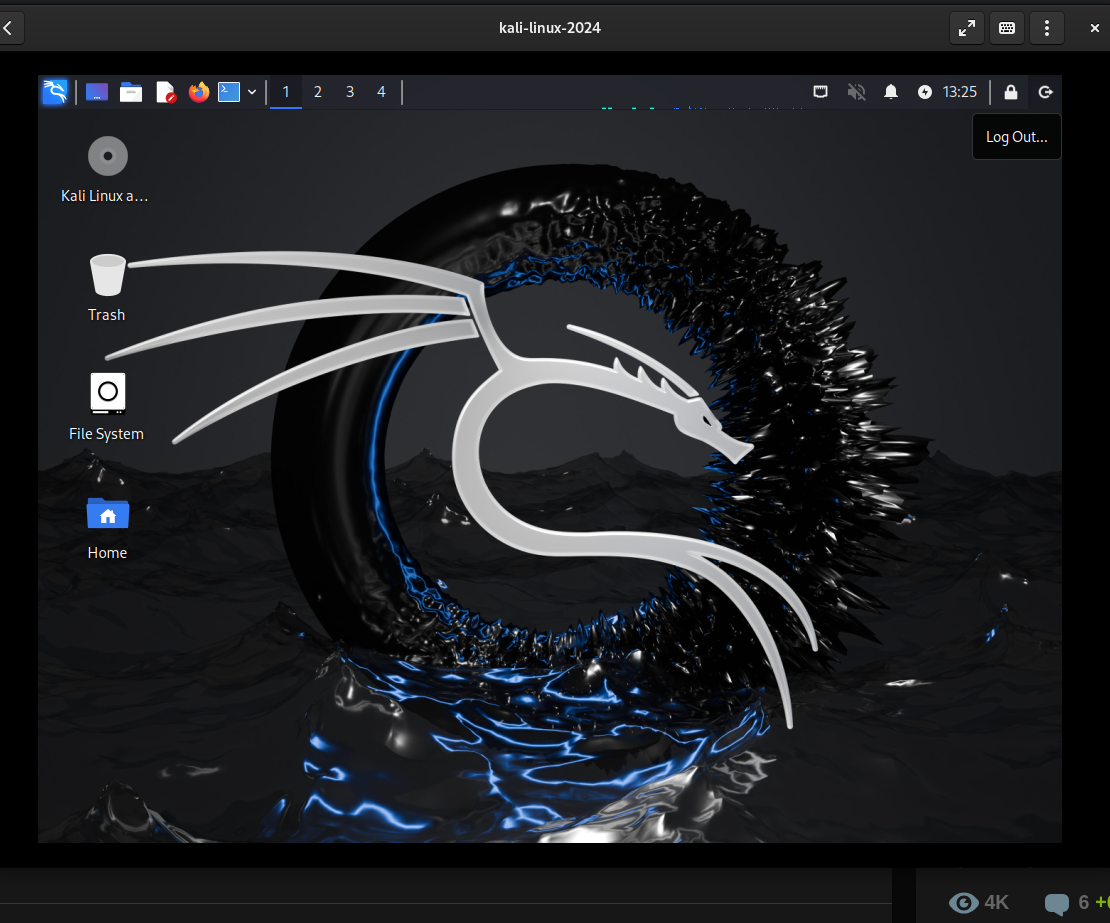 kali-linux-2024
1 2 3 4
13:25
Log Out...
Kali Linux a...
Trash
File System
Home
4K 6